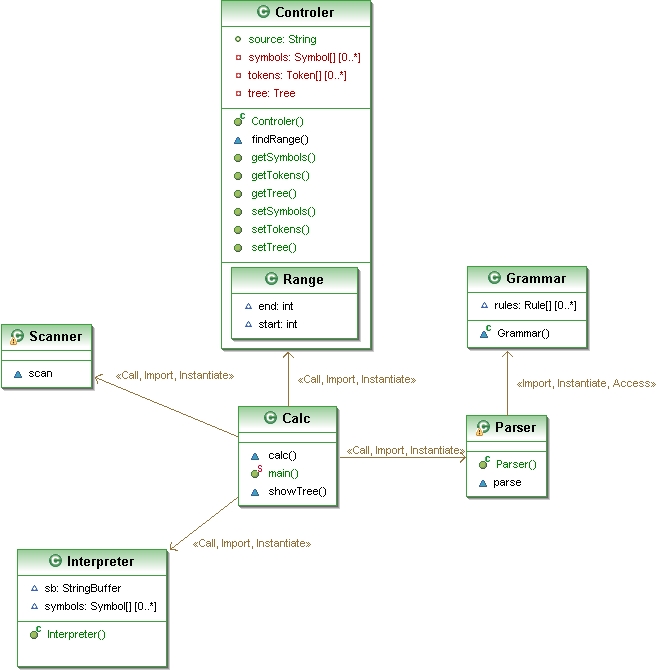 Controler
source: String
symbols: Symbol[] [0..*]
tokens: Token[] [0..*]
tree: Tree
Controler()
findRange()
getSymbols()
getTokens()
getTree()
setSymbols()
setTokens()
setTree()
Range
end: int
start: int
Grammar
rules: Rule[] [0..*]
Grammar()
Scanner
scan
«Call, Import, Instantiate»
«Call, Import, Instantiate»
«Import, Instantiate, Access»
Calc
calc()
main()
showTree()
«Call, Import, Instantiate»
Parser
Parser()
parse
«Call, Import, Instantiate»
Interpreter
sb: StringBuffer
symbols: Symbol[] [0..*]
Interpreter()